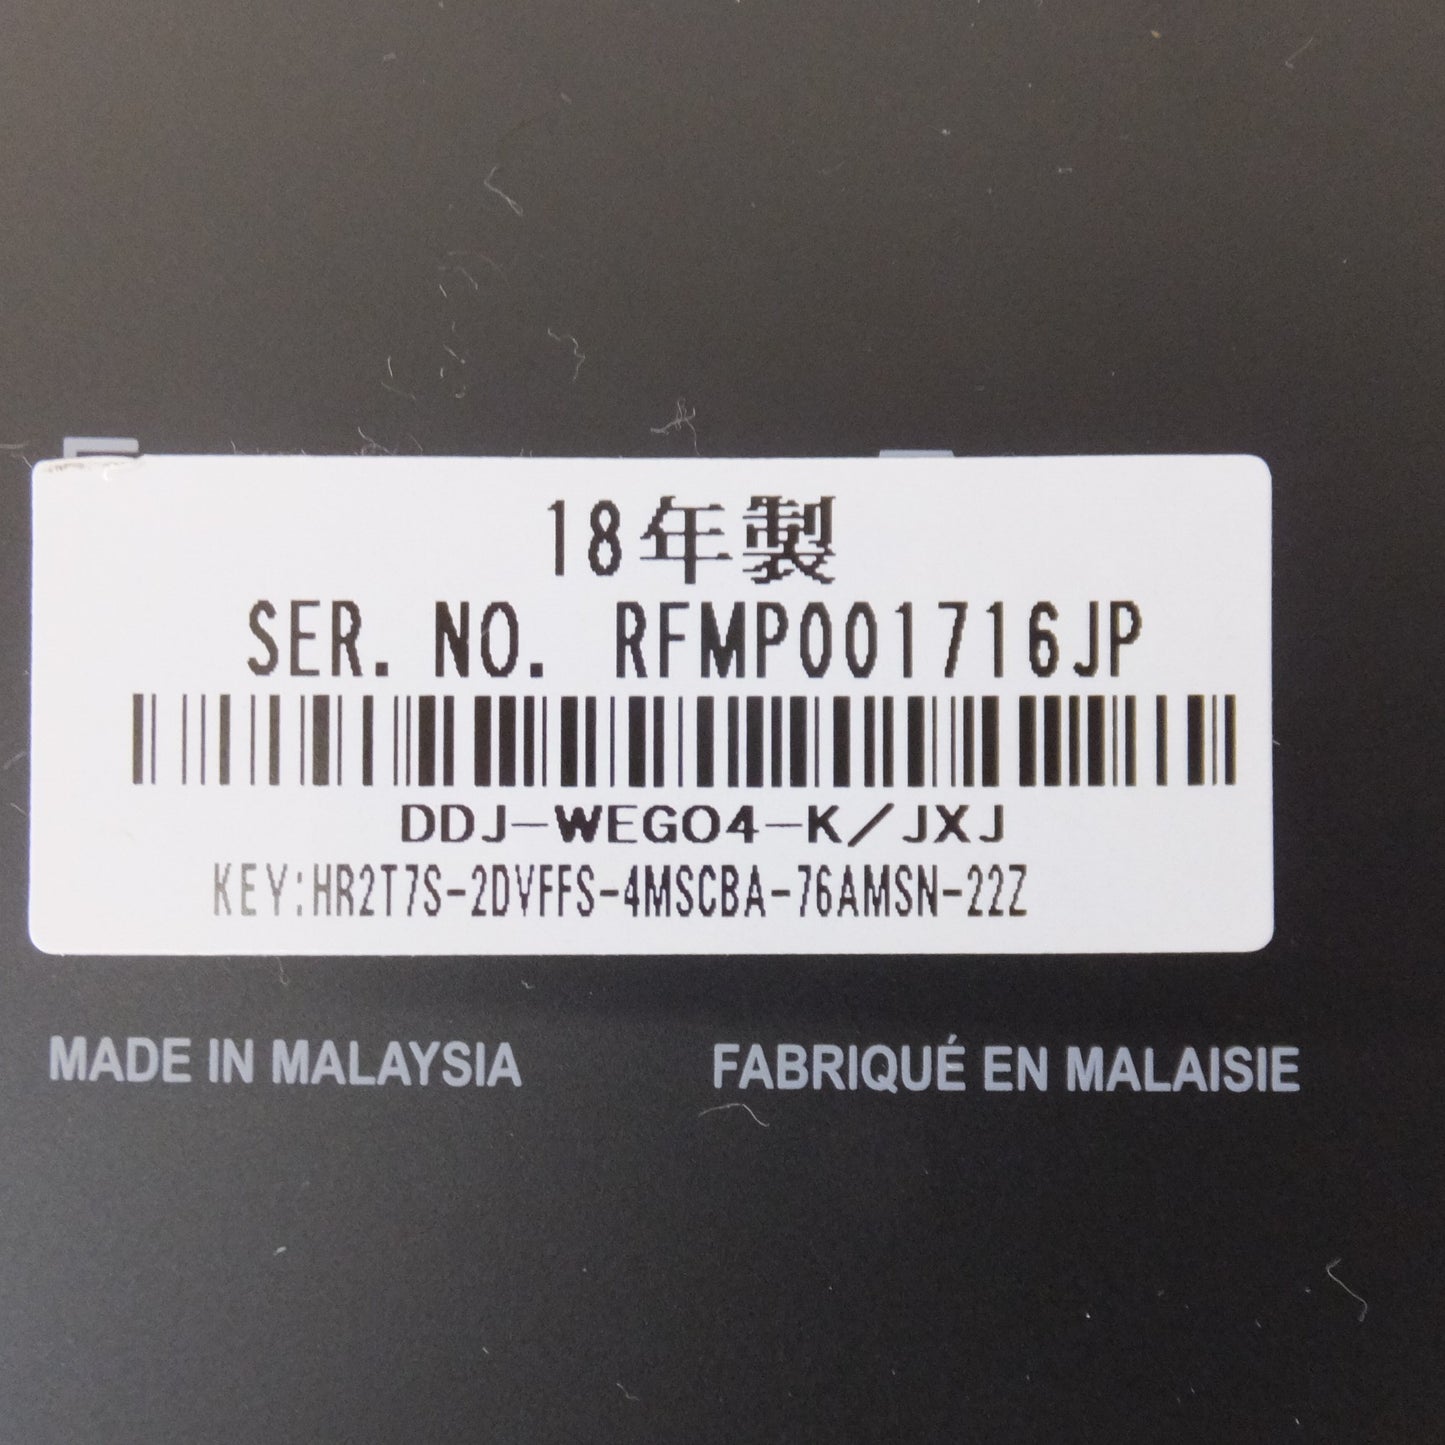 18年製
SER. NO. RFMP001716JP
DDJ-WEGO4-K/JXJ
KEY:HR2T7S-2DVFFS-4MSCBA-76AMSN-22Z
MADE IN MALAYSIA FABRIQUÉ EN MALAISIE